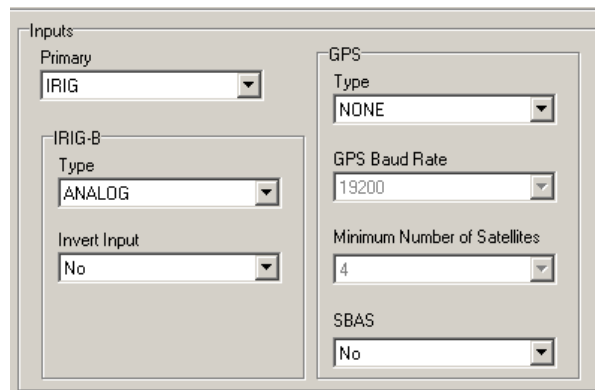 Inputs
Primary
IRIG
IRIG-B
Type
ANALOG
Invert Input
No
GPS
Type
NONE
GPS Baud Rate
19200
Minimum Number of Satellites
4
SBAS
No